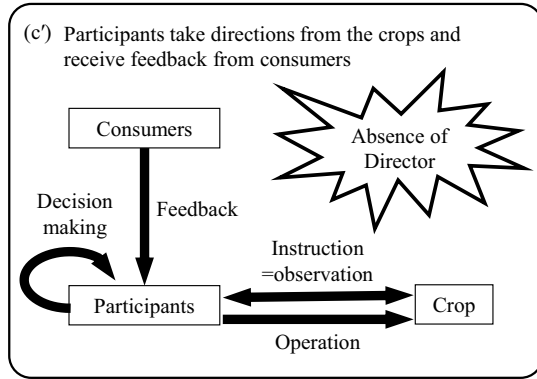 (c′) Participants take directions from the crops and
receive feedback from consumers
Consumers
Absence of
Director
Decision
making
Feedback
Instruction
=observation
Participants
Crop
Operation